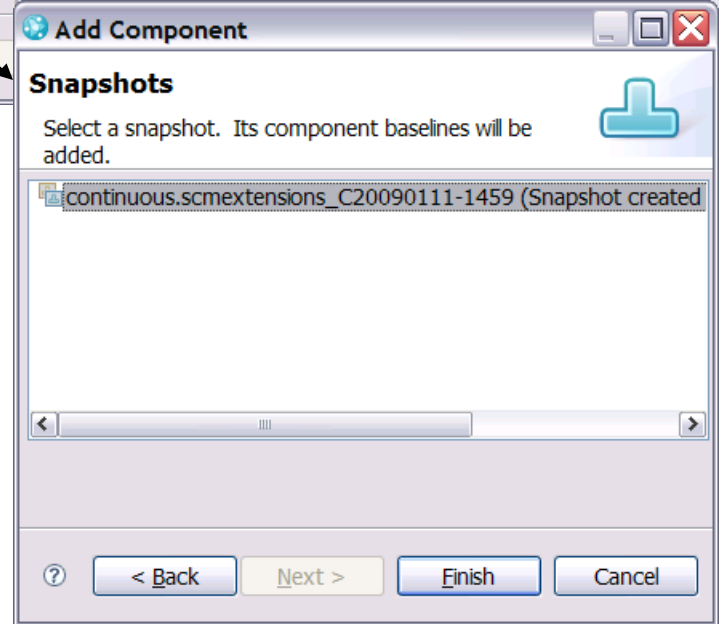 Add Component
Snapshots
Select a snapshot. Its component baselines will be
added.
continuous.scmextensions_C20090111-1459 (Snapshot created
< Back
Next >
Finish
Cancel